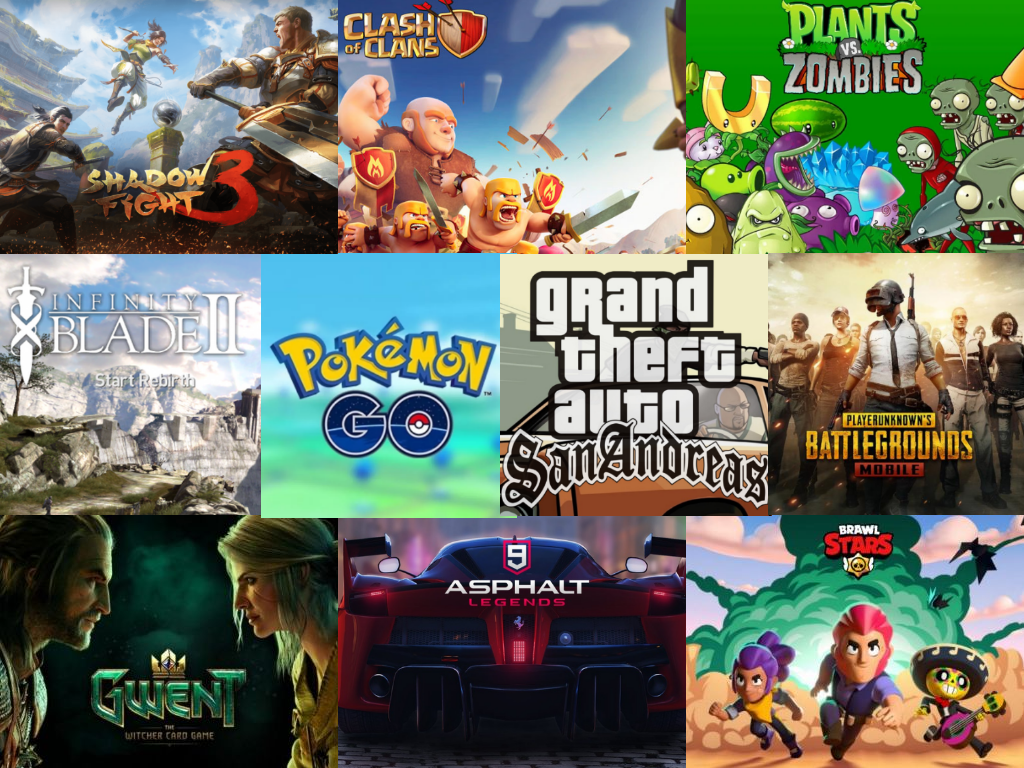 SHADOW
FIGHT 3
CLASH
of CLANS
PLANTS
VS.
ZOMBIES
INFINITY
BLADE II
Start Rebirth
POKéMON
™
GO
grand
theft
auto
San Andreas
PLAYERUNKNOWN'S
BATTLEGROUNDS
MOBILE
GWENT
THE
WITCHER CARD GAME
9
ASPHALT
LEGENDS
BRAWL
STARS